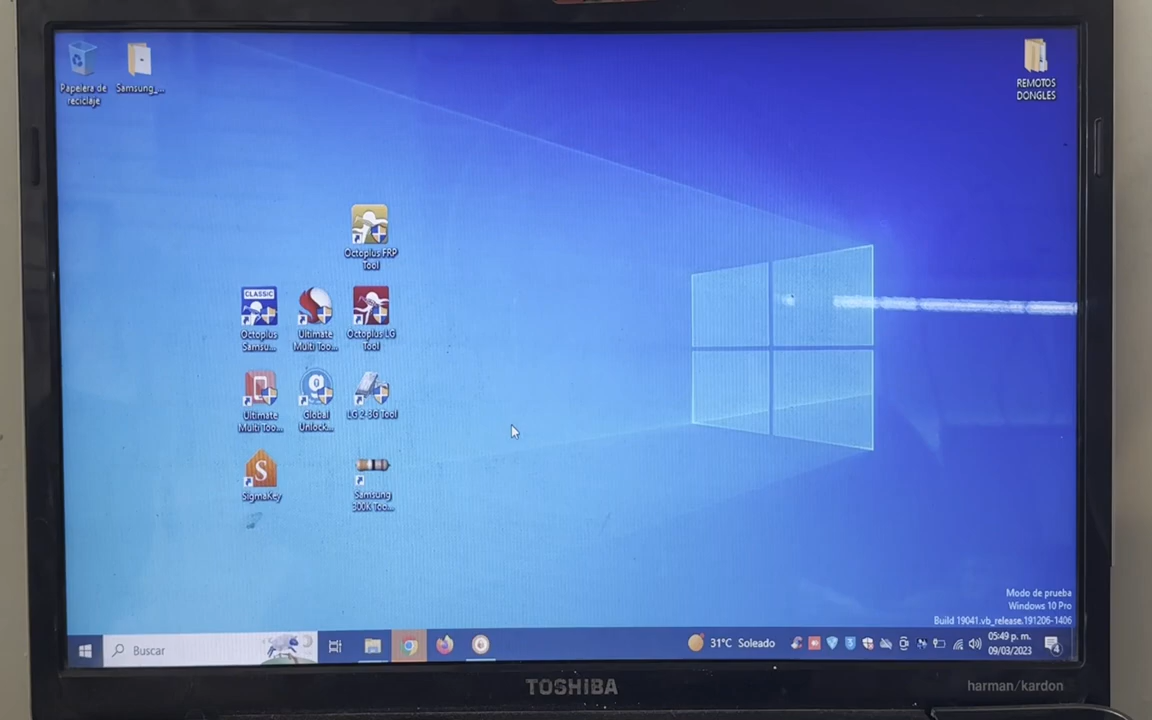 Papelera de
reciclaje
Samsung_...
REMOTOS
DONGLES
Octoplus FRP
Tool
CLASSIC
Octoplus
Samsu...
Ultimate
Multi Too...
Octoplus LG
Tool
Ultimate
Multi Too...
Global
Unlock...
LG 2-3G Tool
S
SigmaKey
Samsung
300K Too...
Modo de prueba
Windows 10 Pro
Build 19041.vb_release.191206-1406
Buscar
31°C Soleado
05:49 p. m.
09/03/2023
4
TOSHIBA
harman/kardon